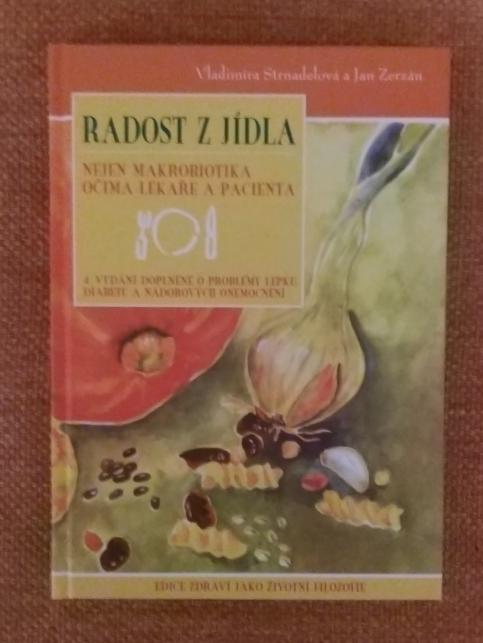 Vladimíra Strnadelová a Jan Zerzán
RADOST Z JÍDLA
NEJEN MAKROBIOTIKA
OČIMA LÉKAŘE A PACIENTA
4. VYDÁNÍ DOPLNĚNÉ O PROBLÉMY LEPKU,
DIABETU A NÁDOROVÝCH ONEMOCNĚNÍ
EDICE ZDRAVÍ JAKO ŽIVOTNÍ FILOZOFIE